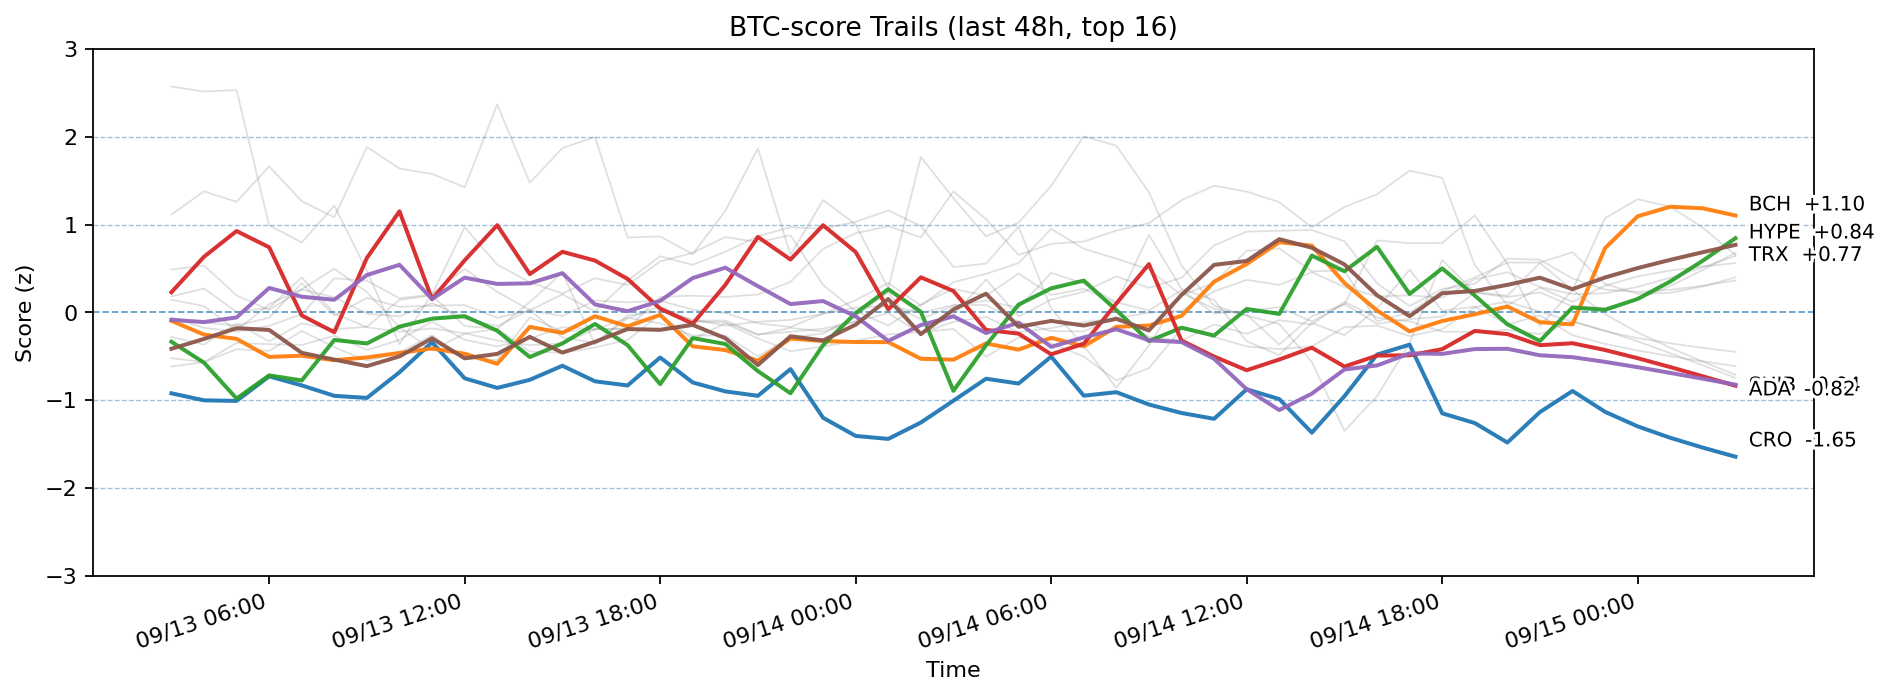 BTC-score Trails (last 48h, top 16)
3
2
1
0
−1
−2
−3
Score (z)
BCH +1.10
HYPE +0.84
TRX +0.77
ADA -0.82
CRO -1.65
09/13 06:00
09/13 12:00
09/13 18:00
09/14 00:00
09/14 06:00
09/14 12:00
09/14 18:00
09/15 00:00
Time